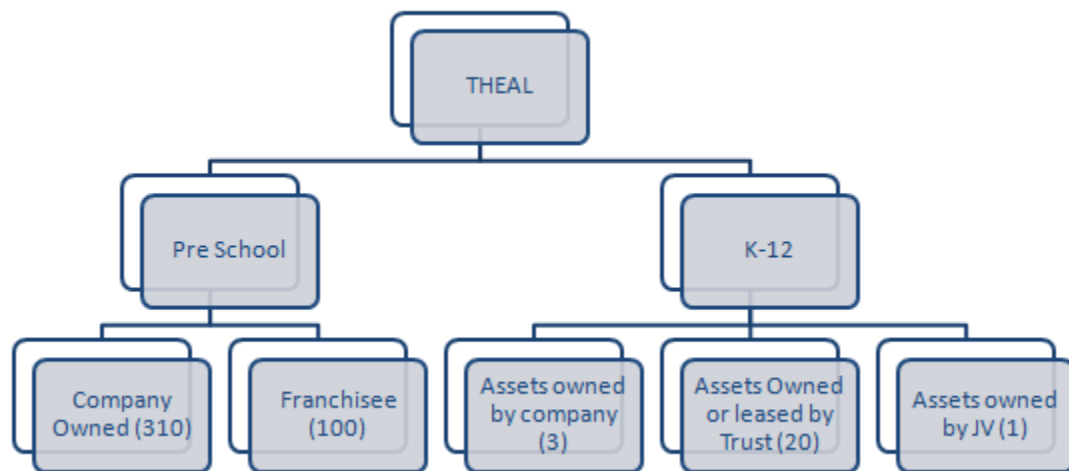 THEAL
Pre School
K-12
Company
Owned (310)
Franchisee
(100)
Assets owned
by company
(3)
Assets Owned
or leased by
Trust (20)
Assets owned
by JV (1)